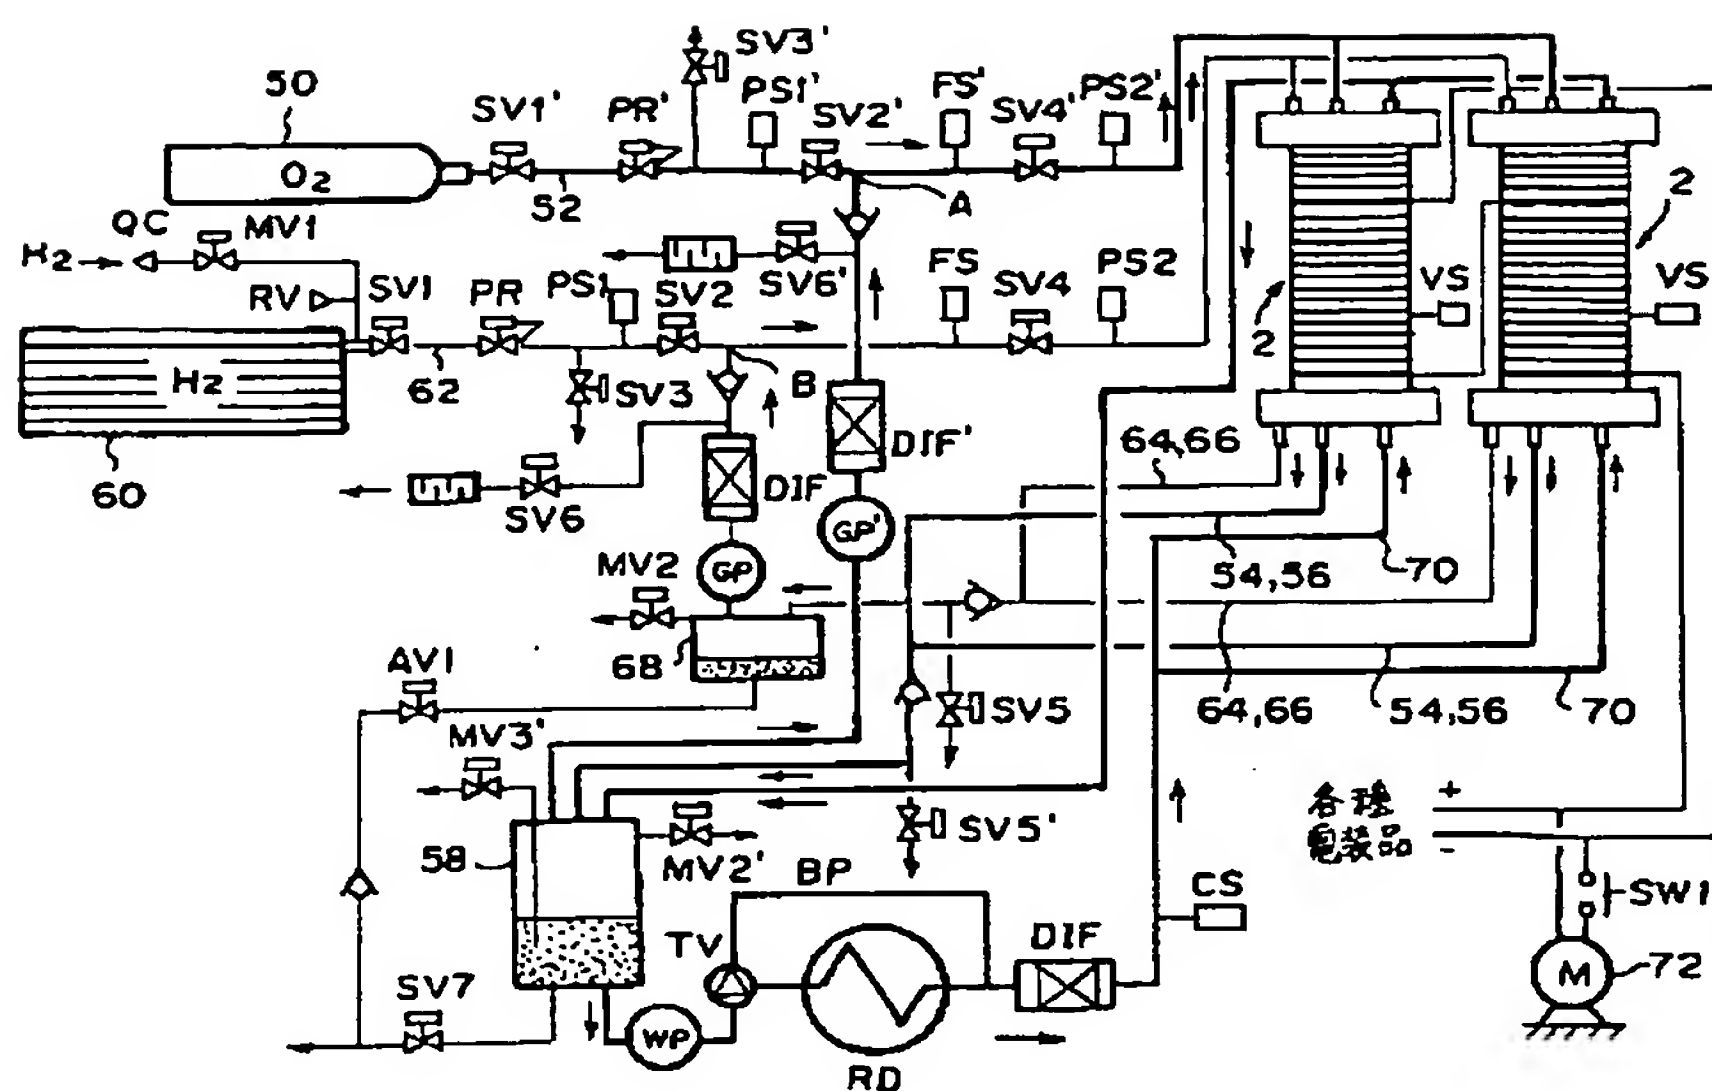 SV3'
50
SV1'
PR'
PS1'
SV2'
FS'
SV4'
PS2'
O2
52
A
QC
MV1
H2
RV
SV1
PR
PS1
SV2
SV6'
FS
SV4
PS2
2
VS
VS
2
H2
62
SV3
B
60
SV6
DIF
DIF'
GP'
GP
MV2
68
64,66
54,56
70
AV1
MV3'
SV5
64,66
54,56
70
58
MV2'
SV5'
各種 +
電装品 -
BP
CS
SW1
TV
DIF
SV7
WP
RD
M
72